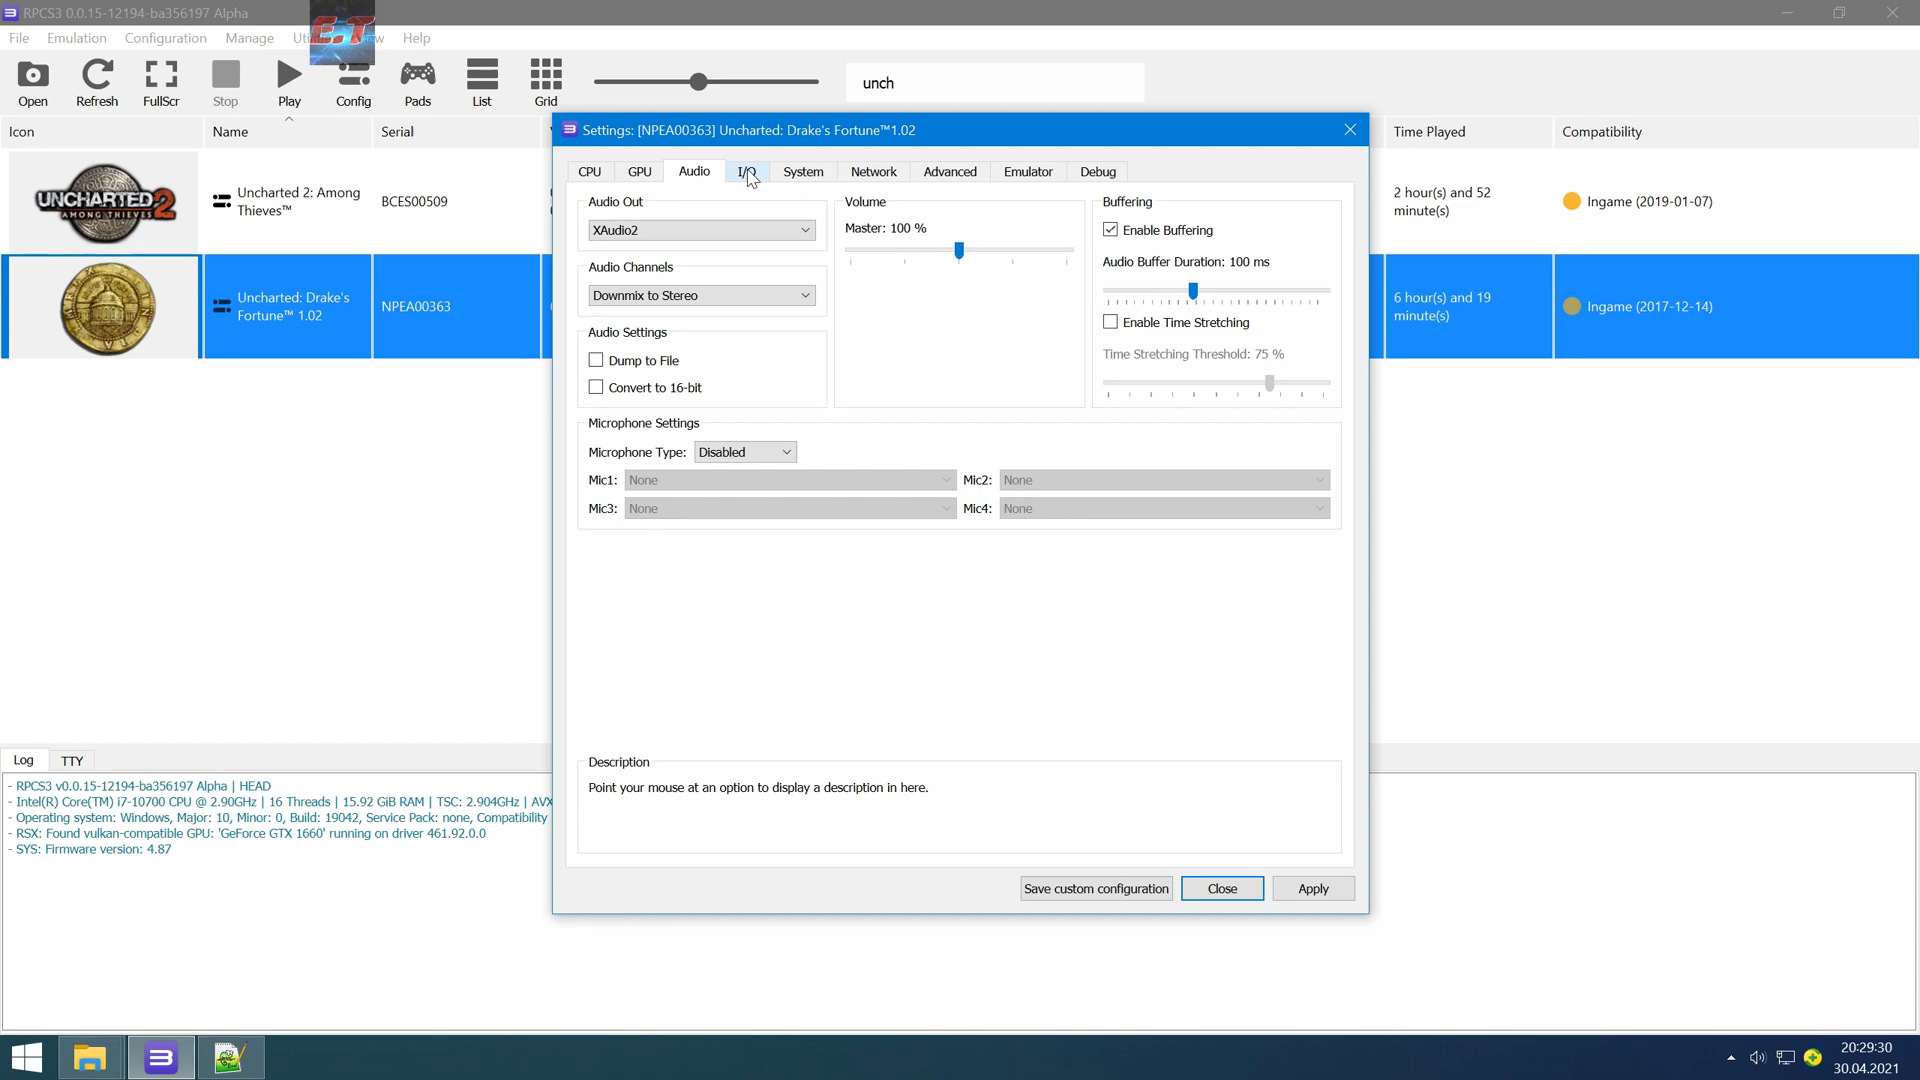 RPCS3 0.0.15-12194-ba356197 Alpha
File Emulation Configuration Manage Help
ET
Open Refresh FullScr Stop Play Config Pads List Grid
unch
Icon Name Serial Time Played Compatibility
UNCHARTED 2
AMONG THIEVES
Uncharted 2: Among
Thieves™
BCES00509
2 hour(s) and 52
minute(s)
Ingame (2019-01-07)
Uncharted: Drake's
Fortune™ 1.02
NPEA00363
6 hour(s) and 19
minute(s)
Ingame (2017-12-14)
Settings: [NPEA00363] Uncharted: Drake's Fortune™1.02
CPU GPU Audio I/O System Network Advanced Emulator Debug
Audio Out
XAudio2
Audio Channels
Downmix to Stereo
Audio Settings
Dump to File
Convert to 16-bit
Volume
Master: 100 %
Buffering
Enable Buffering
Audio Buffer Duration: 100 ms
Enable Time Stretching
Time Stretching Threshold: 75 %
Microphone Settings
Microphone Type: Disabled
Mic1: None Mic2: None
Mic3: None Mic4: None
Description
Point your mouse at an option to display a description in here.
Save custom configuration Close Apply
Log TTY
- RPCS3 v0.0.15-12194-ba356197 Alpha | HEAD
- Intel(R) Core(TM) i7-10700 CPU @ 2.90GHz | 16 Threads | 15.92 GiB RAM | TSC: 2.904GHz | AVX
- Operating system: Windows, Major: 10, Minor: 0, Build: 19042, Service Pack: none, Compatibility
- RSX: Found vulkan-compatible GPU: 'GeForce GTX 1660' running on driver 461.92.0.0
- SYS: Firmware version: 4.87
20:29:30
30.04.2021